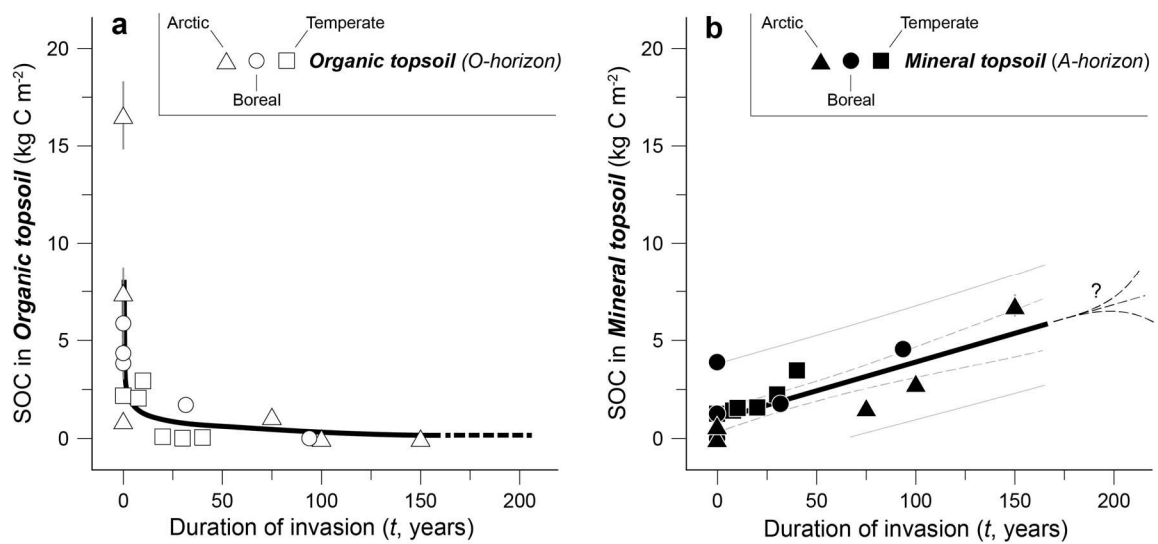 a
Arctic
Temperate
Organic topsoil (O-horizon)
Boreal
SOC in Organic topsoil (kg C m-2)
20
15
10
5
0
0
50
100
150
200
Duration of invasion (t, years)
b
Arctic
Temperate
Mineral topsoil (A-horizon)
Boreal
SOC in Mineral topsoil (kg C m-2)
20
15
10
5
0
?
0
50
100
150
200
Duration of invasion (t, years)